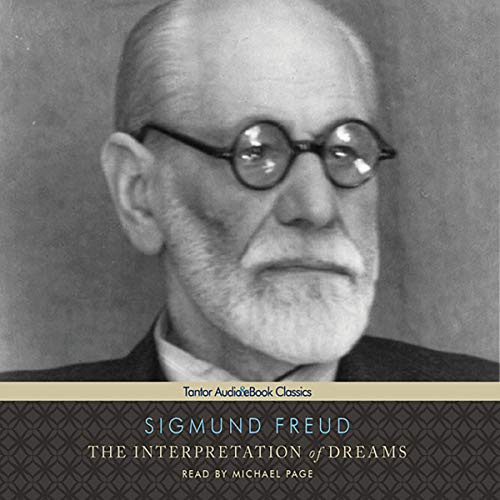 Tantor Audio&eBook Classics
SIGMUND FREUD
THE INTERPRETATION of DREAMS
READ BY MICHAEL PAGE